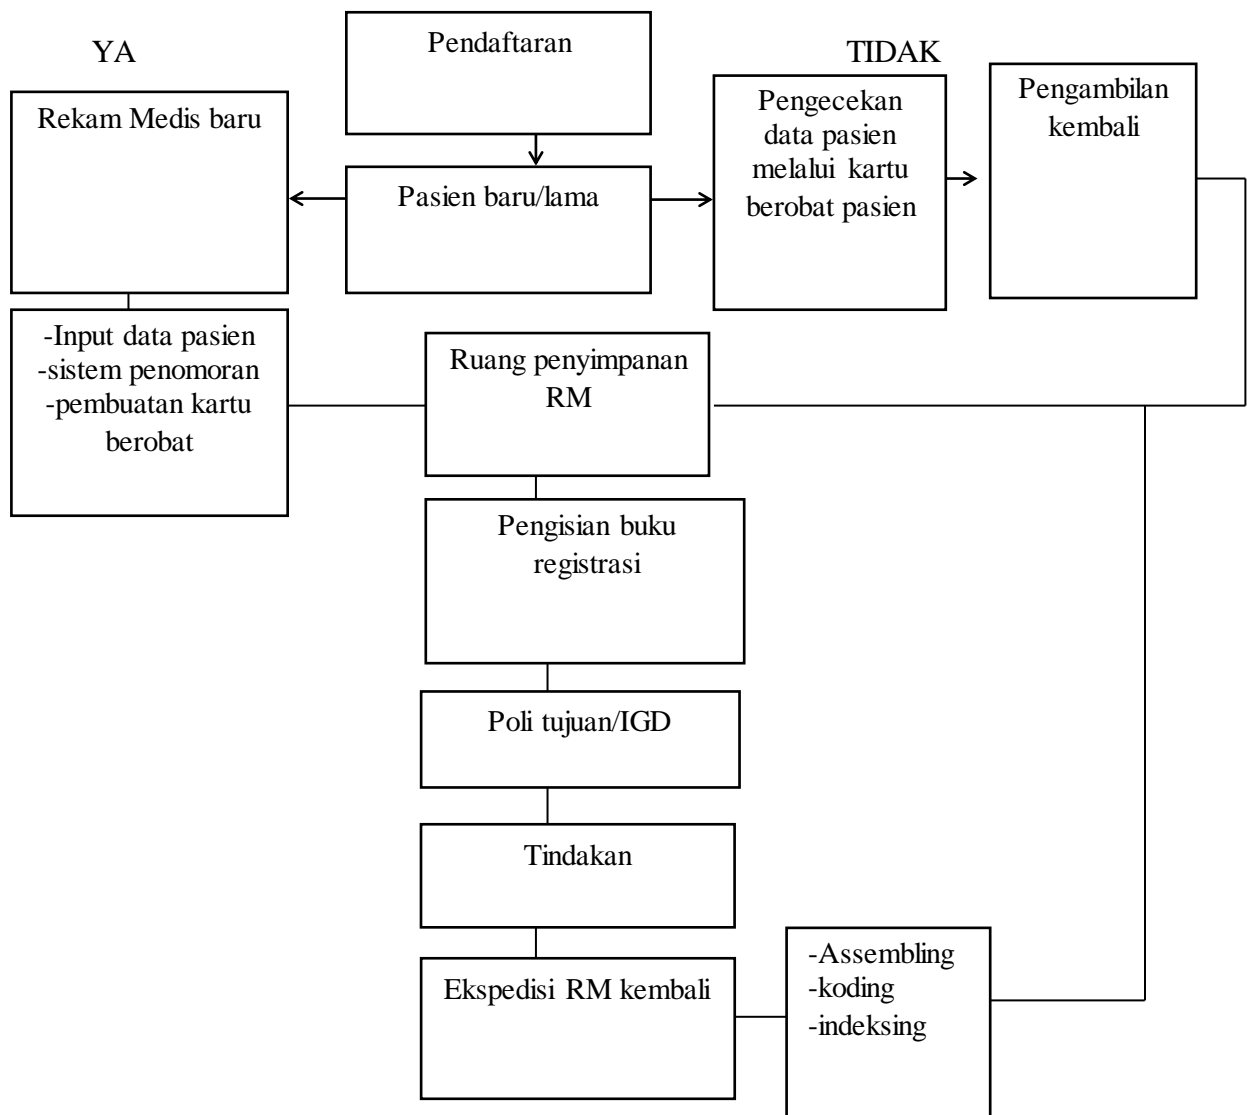 YA
Pendaftaran
TIDAK
Rekam Medis baru
Pasien baru/lama
Pengecekan
data pasien
melalui kartu
berobat pasien
Pengambilan
kembali
-Input data pasien
-sistem penomoran
-pembuatan kartu
berobat
Ruang penyimpanan
RM
Pengisian buku
registrasi
Poli tujuan/IGD
Tindakan
Ekspedisi RM kembali
-Assembling
-koding
-indeksing